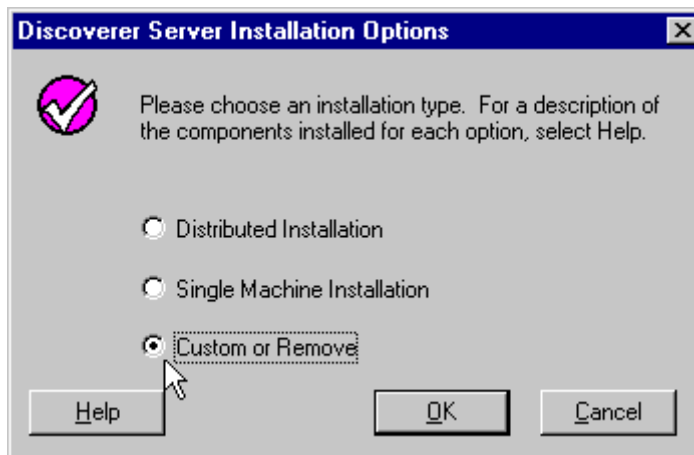 Discoverer Server Installation Options
Please choose an installation type. For a description of
the components installed for each option, select Help.
Distributed Installation
Single Machine Installation
Custom or Remove
Help OK Cancel